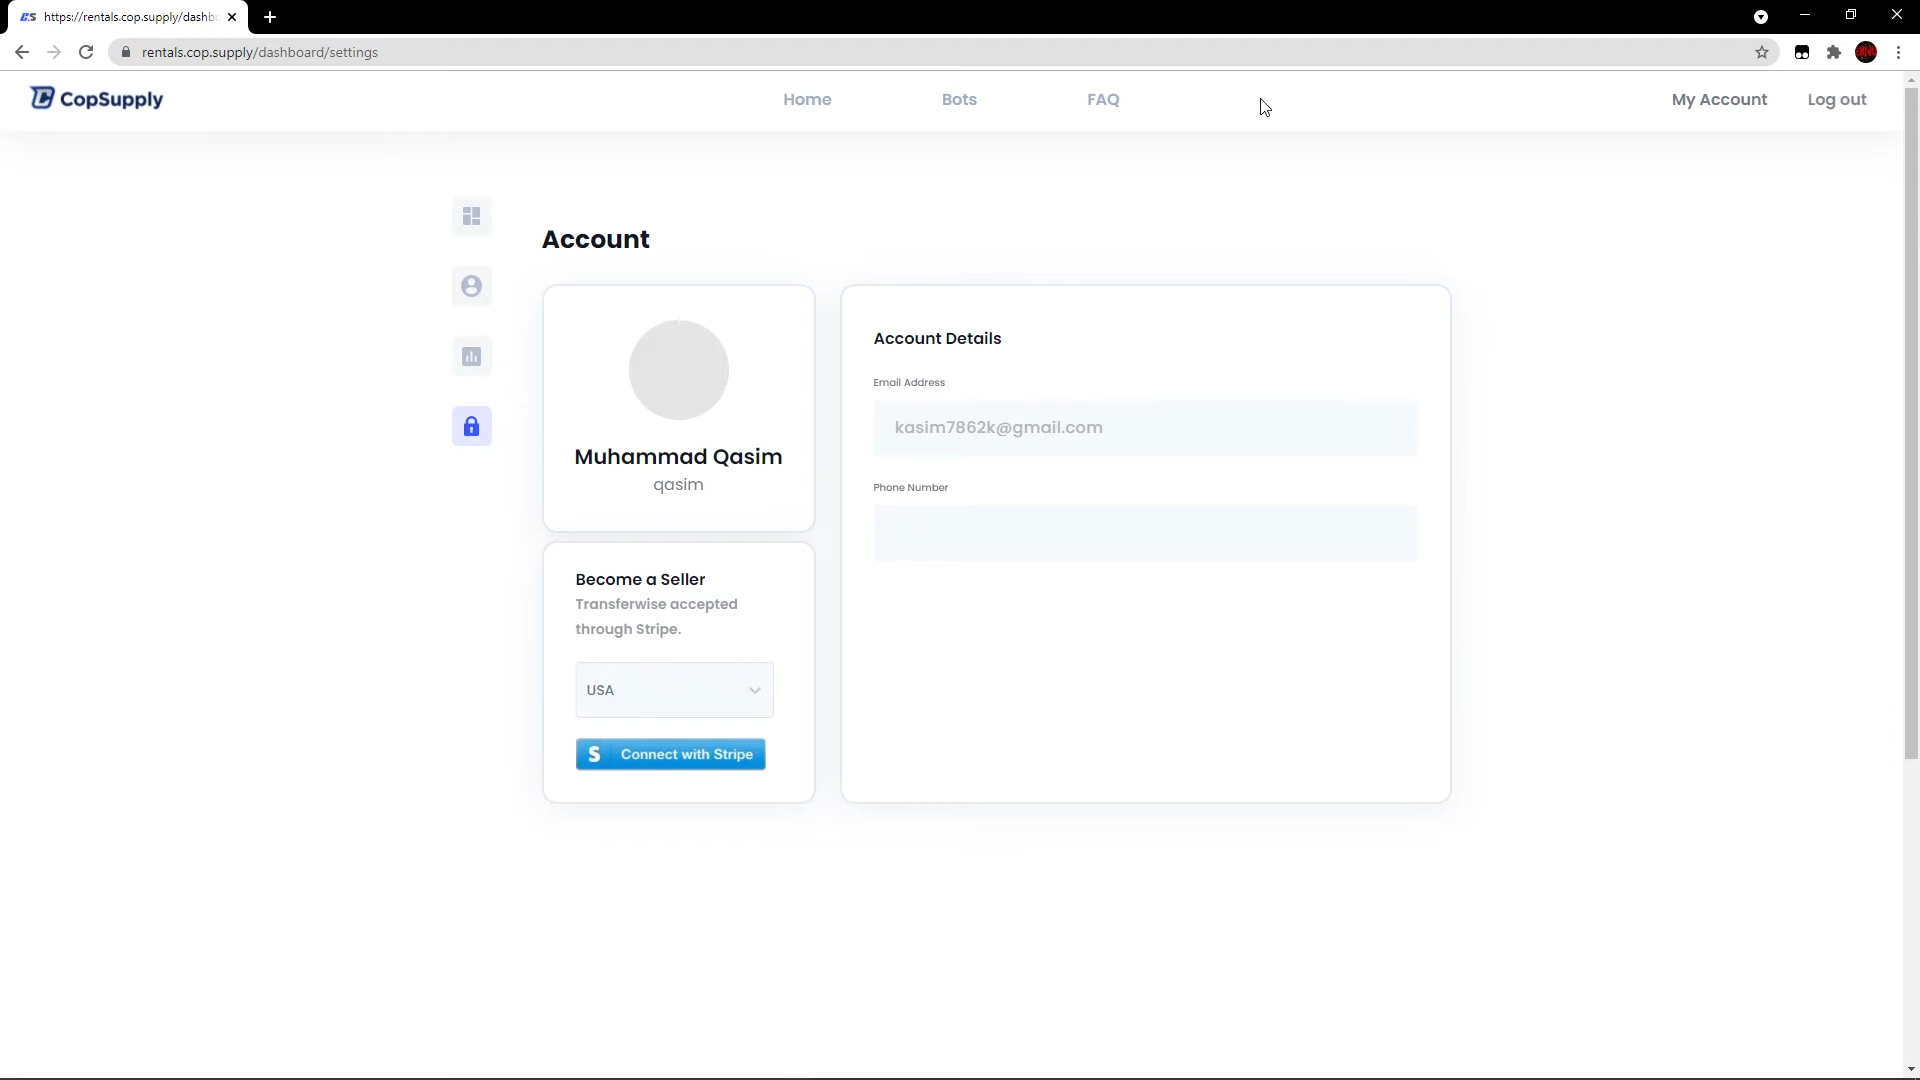 https://rentals.cop.supply/dashb
rentals.cop.supply/dashboard/settings
CopSupply
Home
Bots
FAQ
My Account
Log out
Account
Muhammad Qasim
qasim
Become a Seller
Transferwise accepted
through Stripe.
USA
S Connect with Stripe
Account Details
Email Address
kasim7862k@gmail.com
Phone Number